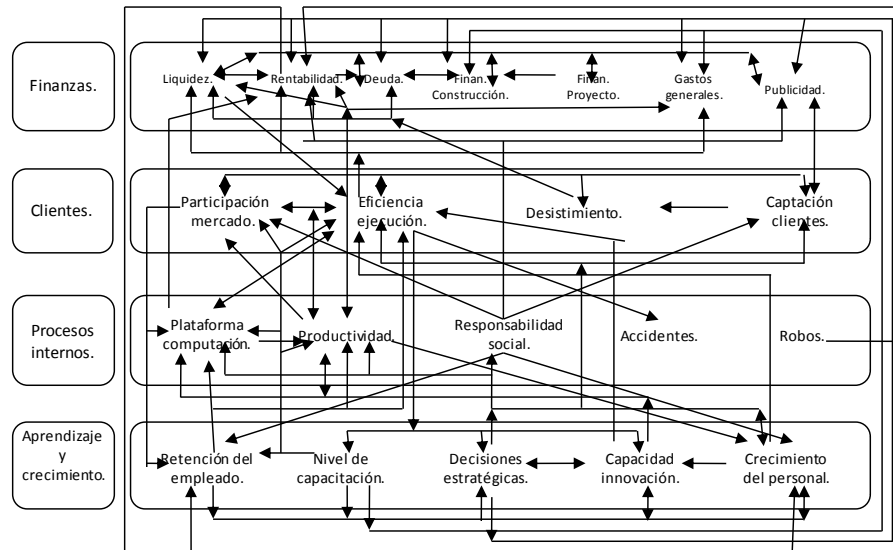 Finanzas.
Liquidez.
Rentabilidad.
Deuda.
Finan.
Construcción.
Finan.
Proyecto.
Gastos
generales.
Publicidad.
Clientes.
Participación
mercado.
Eficiencia
ejecución.
Desistimiento.
Captación
clientes.
Procesos
internos.
Plataforma
computación.
Productividad.
Responsabilidad
social.
Accidentes.
Robos.
Aprendizaje
y
crecimiento.
Retención del
empleado.
Nivel de
capacitación.
Decisiones
estratégicas.
Capacidad
innovación.
Crecimiento
del personal.